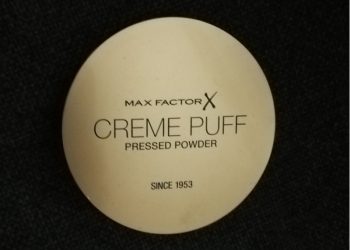 MAX FACTOR X
CREME PUFF
PRESSED POWDER
SINCE 1953